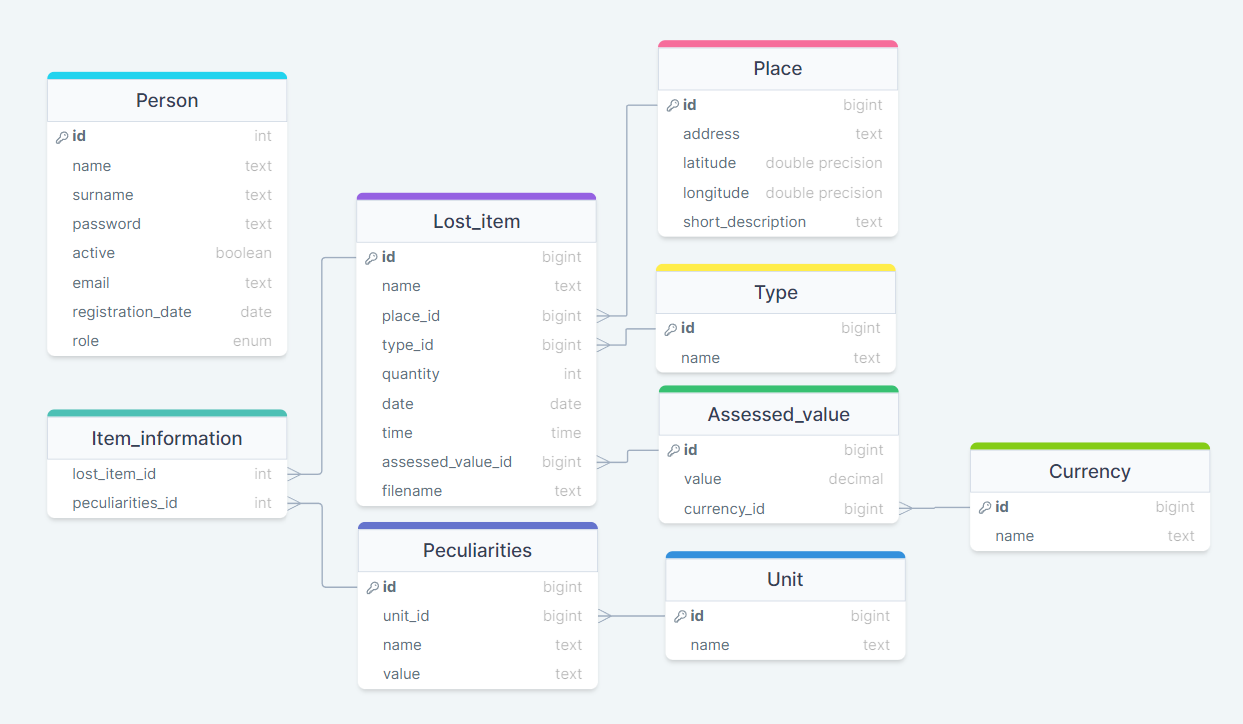 Person
id int
name text
surname text
password text
active boolean
email text
registration_date date
role enum
Item_information
lost_item_id int
peculiarities_id int
Lost_item
id bigint
name text
place_id bigint
type_id bigint
quantity int
date date
time time
assessed_value_id bigint
filename text
Peculiarities
id bigint
unit_id bigint
name text
value text
Place
id bigint
address text
latitude double precision
longitude double precision
short_description text
Type
id bigint
name text
Assessed_value
id bigint
value decimal
currency_id bigint
Unit
id bigint
name text
Currency
id bigint
name text